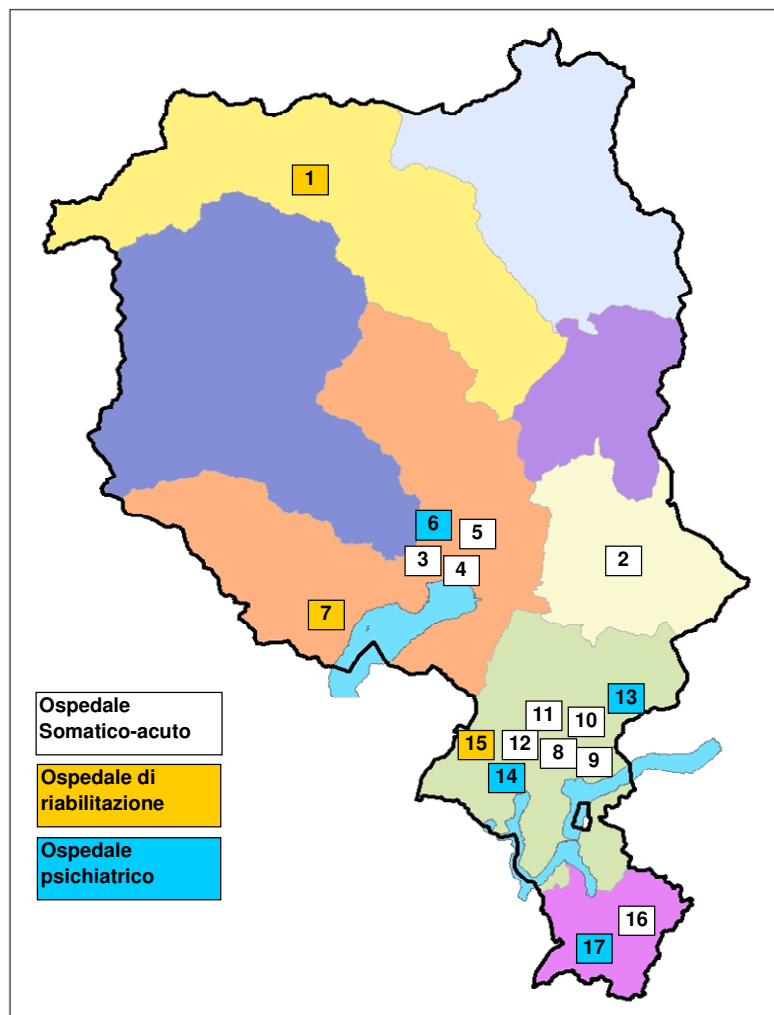 1
6
5
3
4
2
7
13
11
10
15
12
8
9
14
16
17
Ospedale
Somatico-acuto
Ospedale di
riabilitazione
Ospedale
psichiatrico